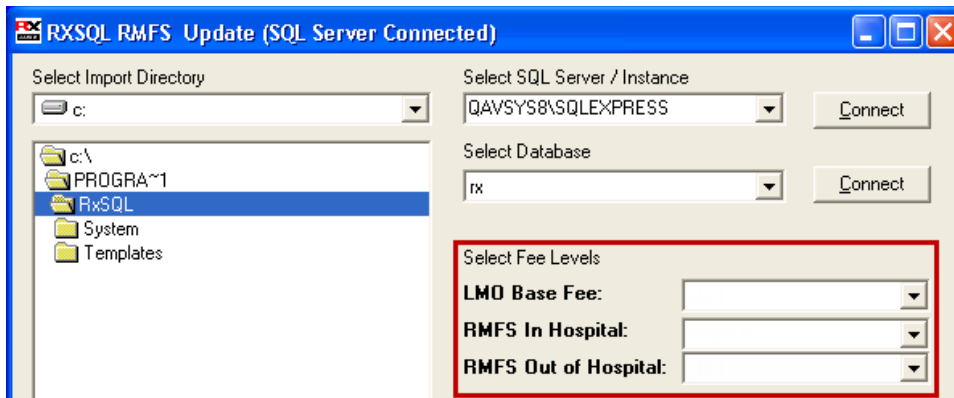 RX RXSQL RMFS Update (SQL Server Connected)
Select Import Directory
c:
c:\
PROGRA~1
RxSQL
System
Templates
Select SQL Server / Instance
QAVSYS8\SQLEXPRESS
Connect
Select Database
rx
Connect
Select Fee Levels
LMO Base Fee:
RMFS In Hospital:
RMFS Out of Hospital: